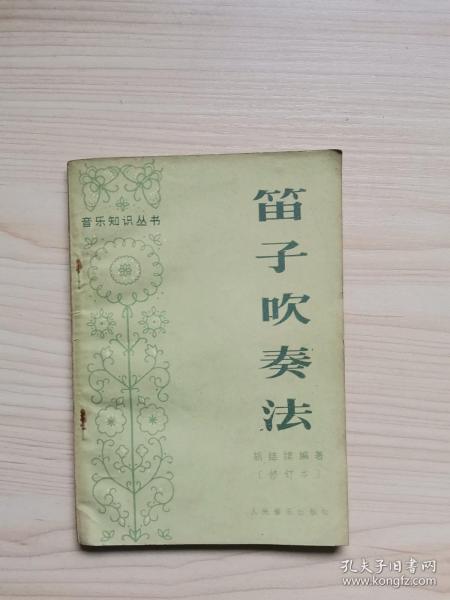 音乐知识丛书
笛子吹奏法
胡结续编著
(修订本)
人民音乐出版社
孔夫子旧书网
www.kongfz.com